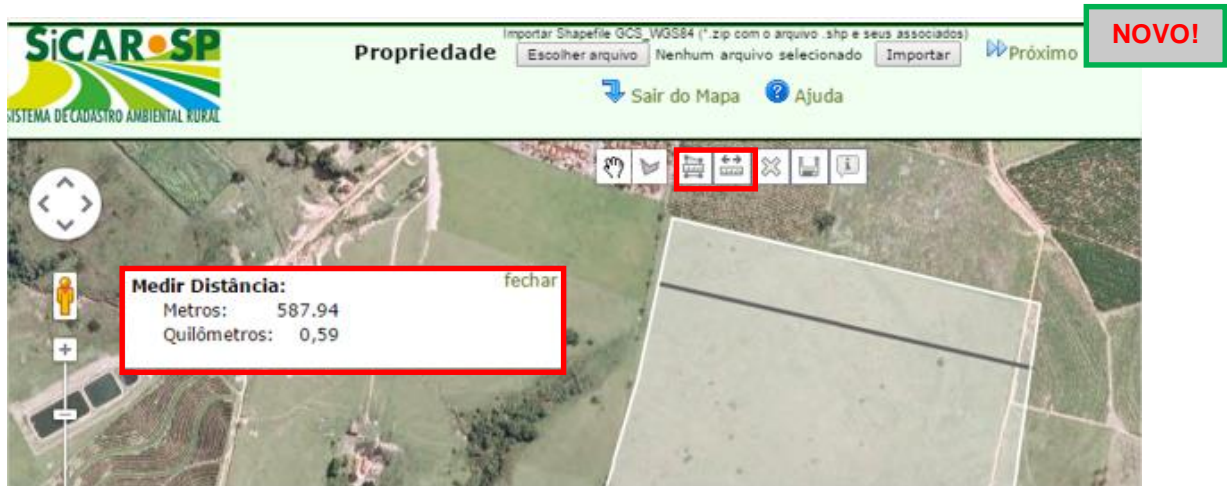 NOVO!
SiCAR SP
SISTEMA DE CADASTRO AMBIENTAL RURAL
Propriedade
Importar Shapefile GCS_WGS84 (*.zip com o arquivo .shp e seus associados)
Escolher arquivo Nenhum arquivo selecionado Importar
Próximo
Sair do Mapa ? Ajuda
Medir Distância: fechar
Metros: 587.94
Quilômetros: 0,59